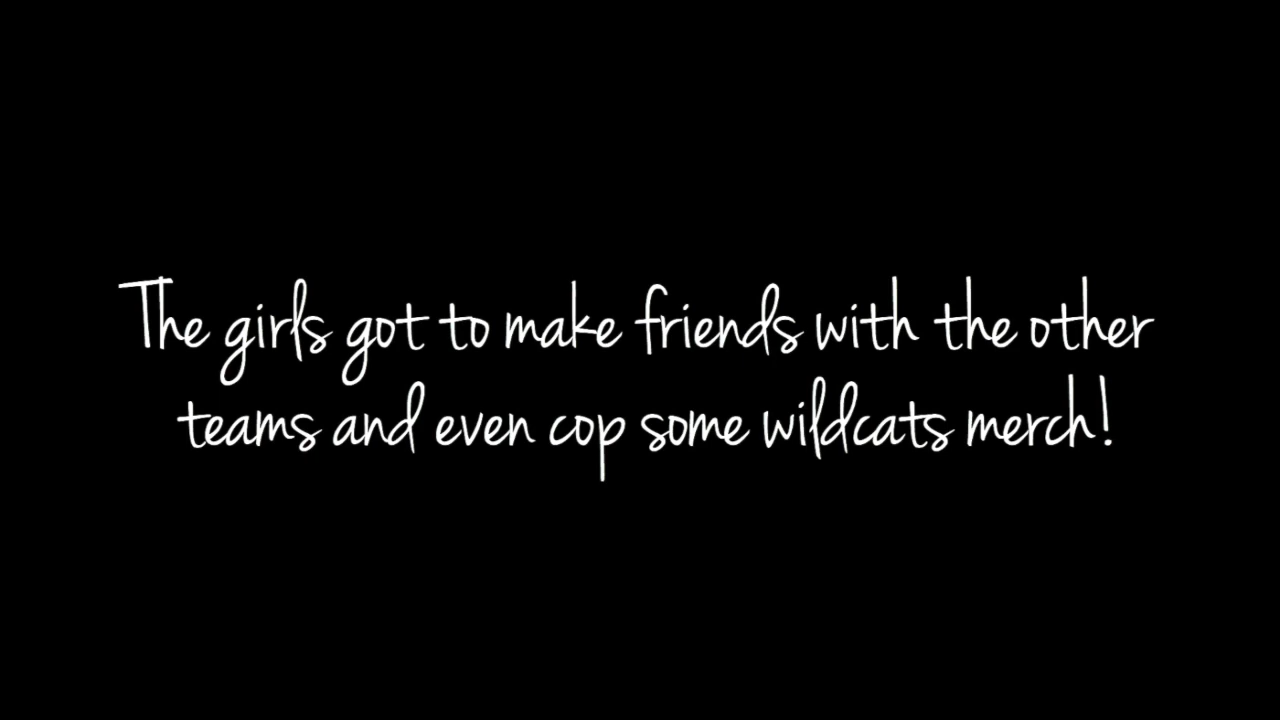 The girls got to make friends with the other
teams and even cop some wildcats merch!